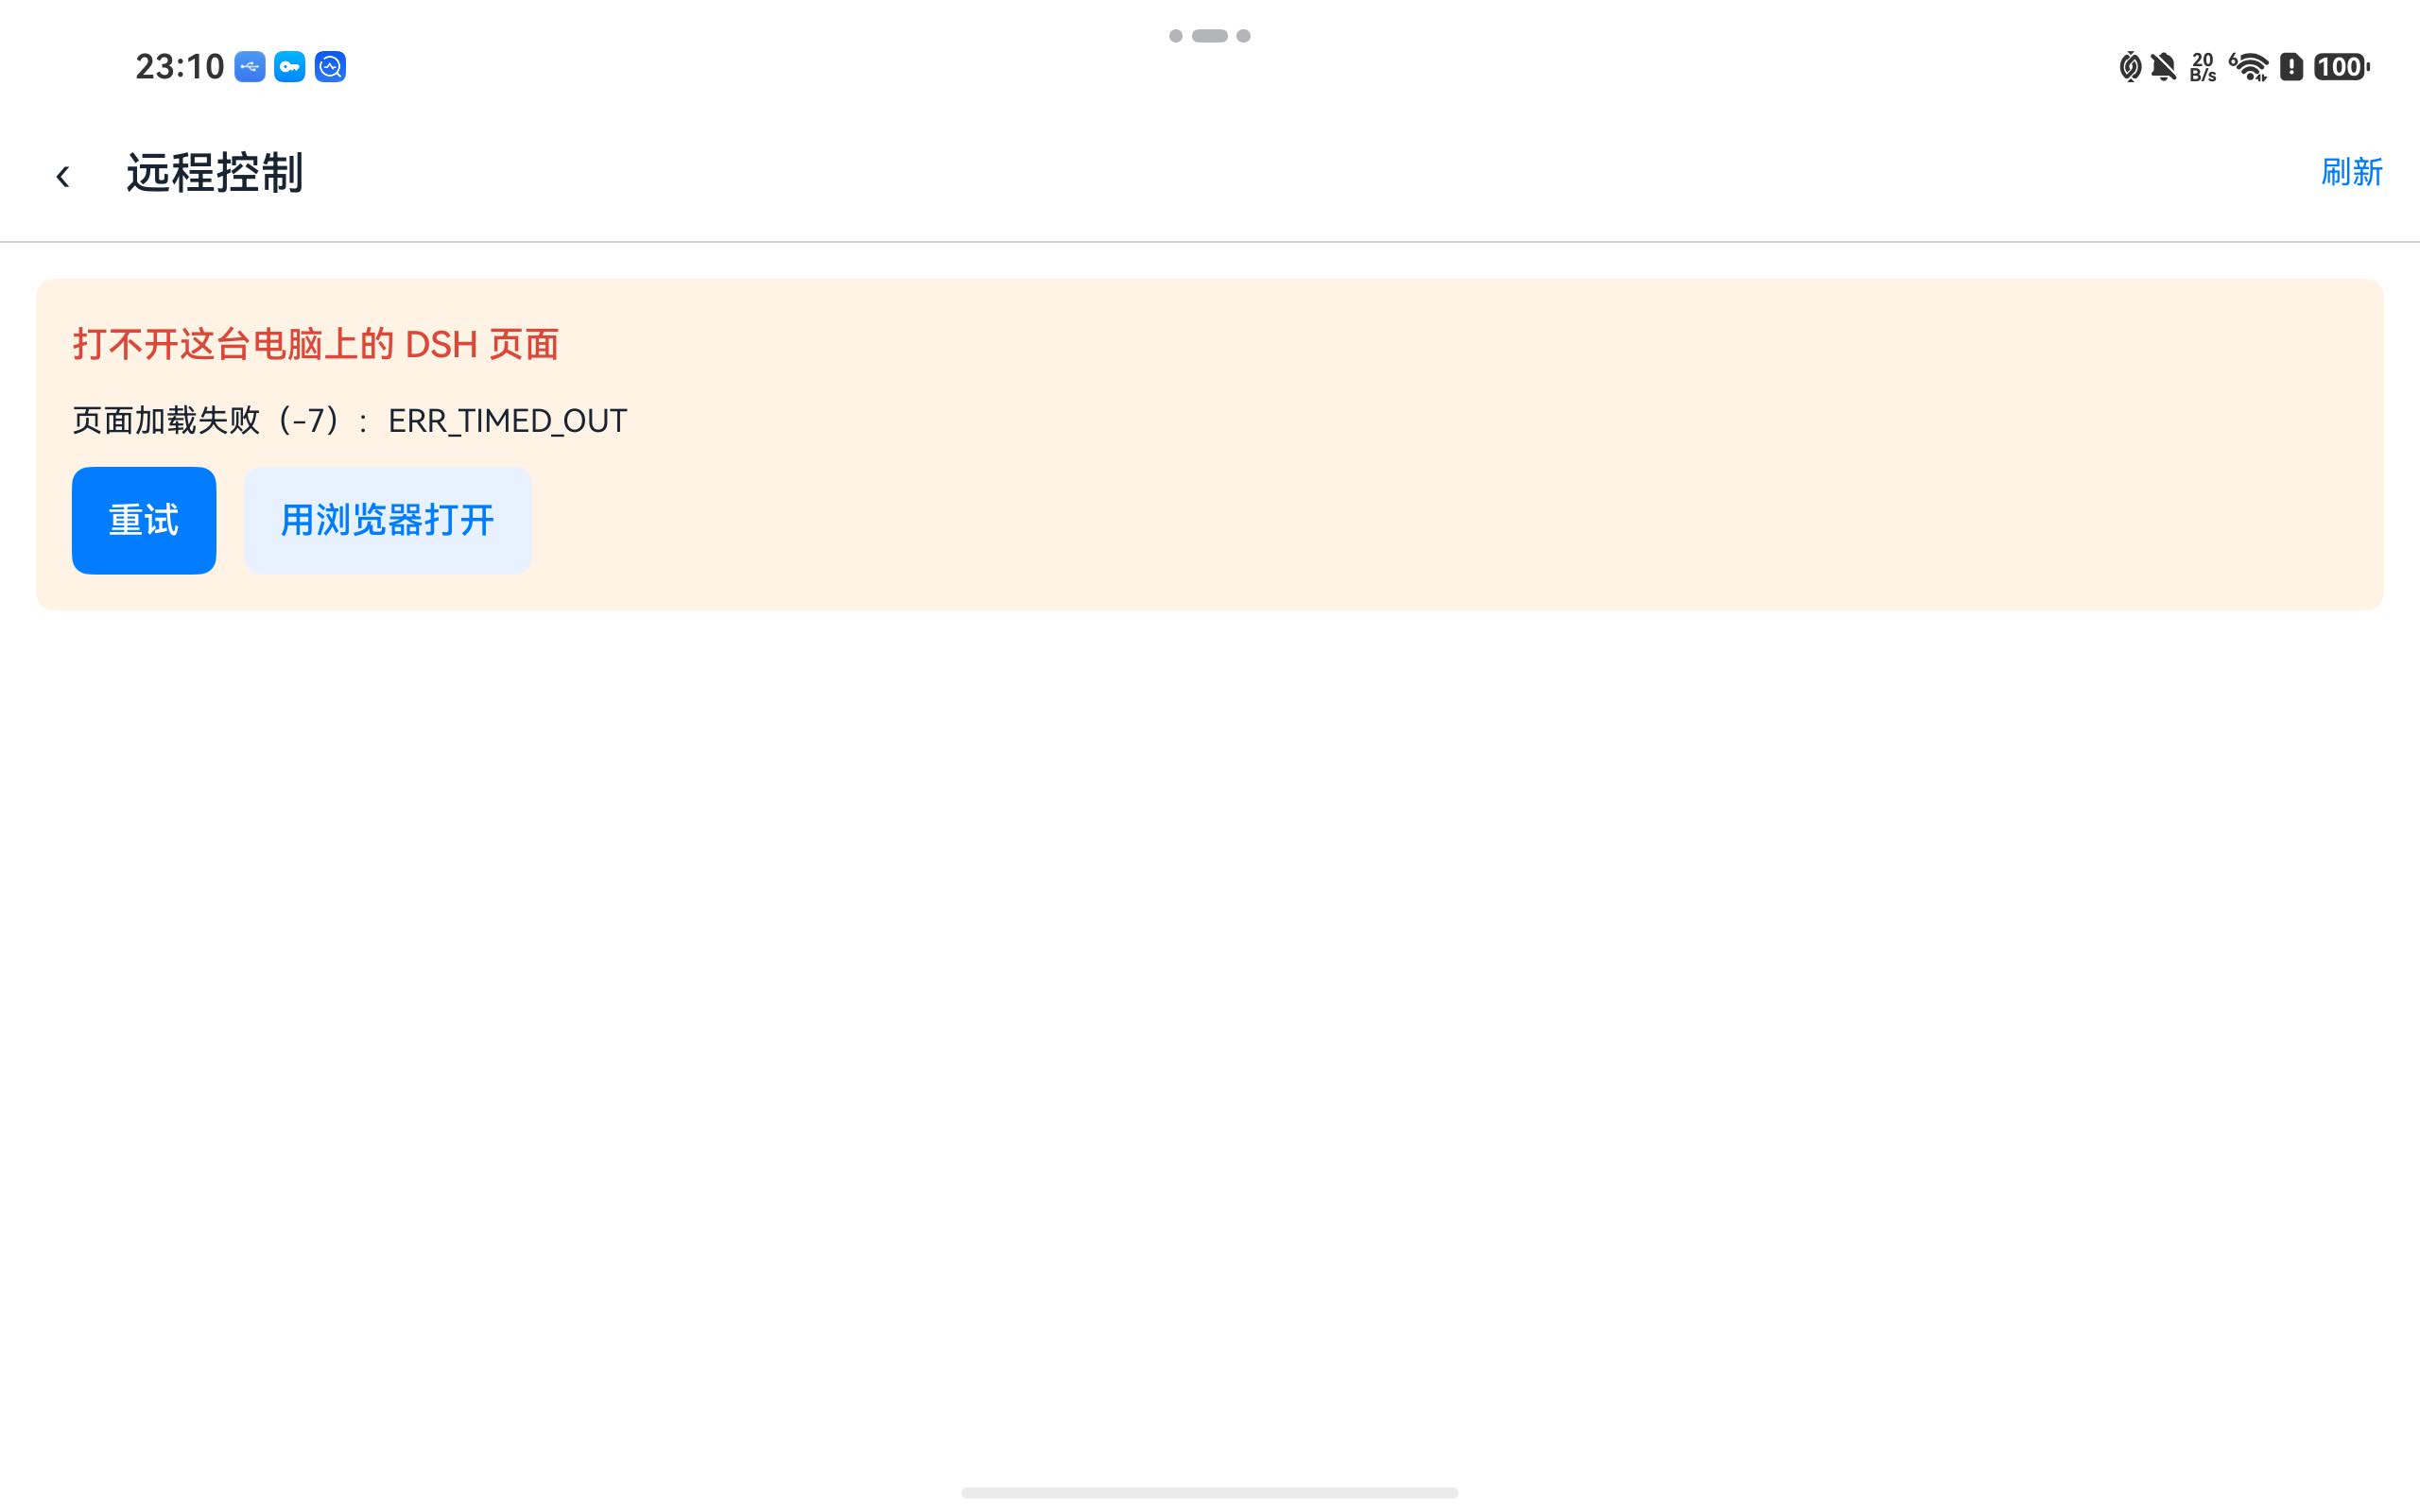 23:10
20
B/s
6
100
‹ 远程控制
刷新
打不开这台电脑上的 DSH 页面
页面加载失败（-7）：ERR_TIMED_OUT
重试
用浏览器打开